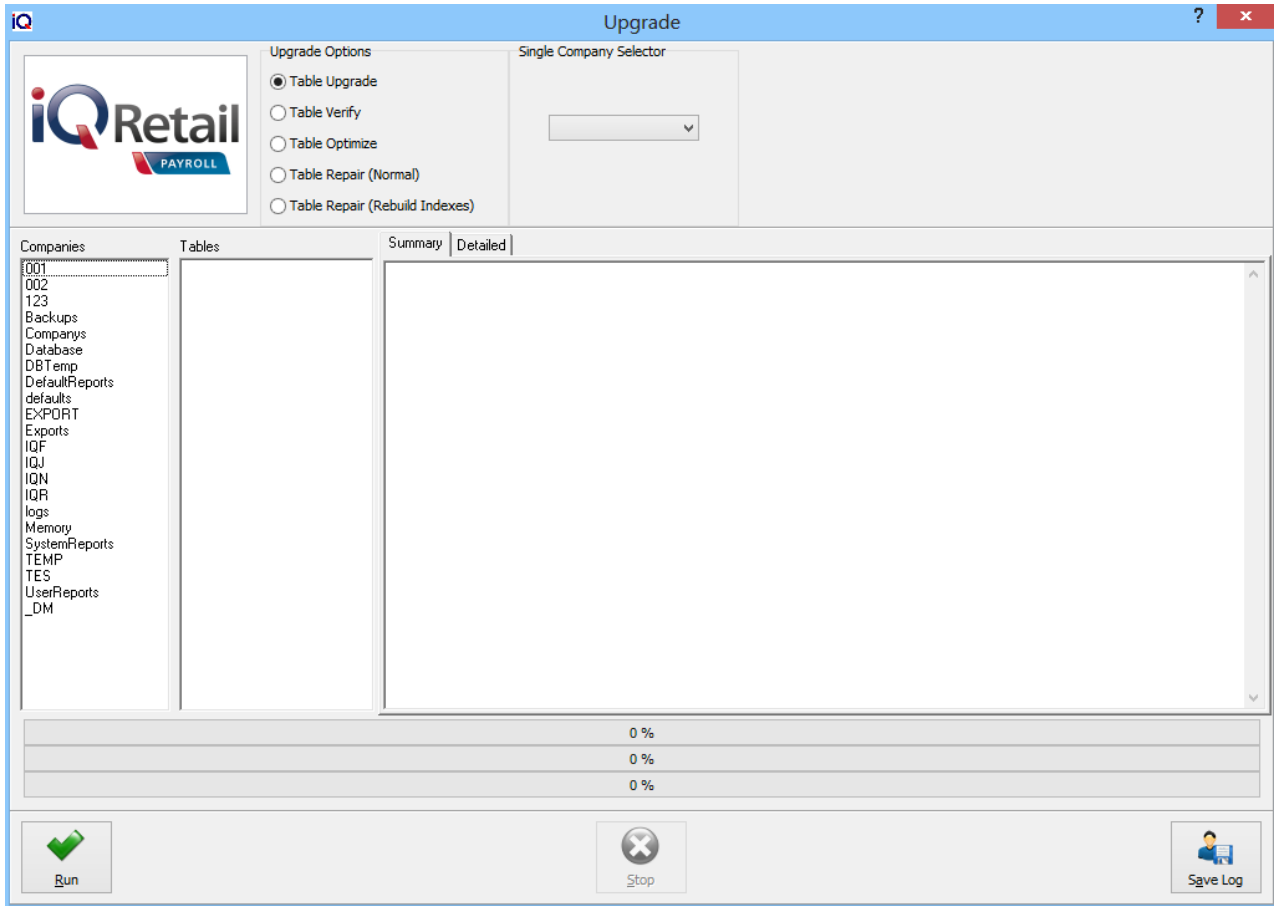 iQ
Upgrade
?
x
iQ Retail
PAYROLL
Upgrade Options
Table Upgrade
Table Verify
Table Optimize
Table Repair (Normal)
Table Repair (Rebuild Indexes)
Single Company Selector
Companies
001
002
123
Backups
Companys
Database
DBTemp
DefaultReports
defaults
EXPORT
Exports
IQF
IQJ
IQN
IQR
logs
Memory
SystemReports
TEMP
TES
UserReports
_DM
Tables
Summary
Detailed
0 %
0 %
0 %
Run
Stop
Save Log